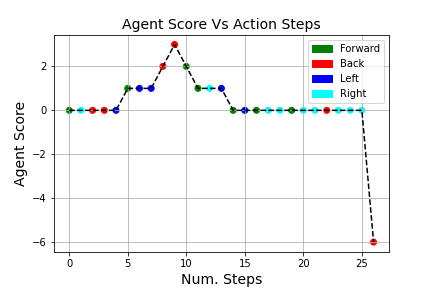 Agent Score Vs Action Steps
Forward
Back
Left
Right
Agent Score
2
0
−2
−4
−6
0 5 10 15 20 25
Num. Steps